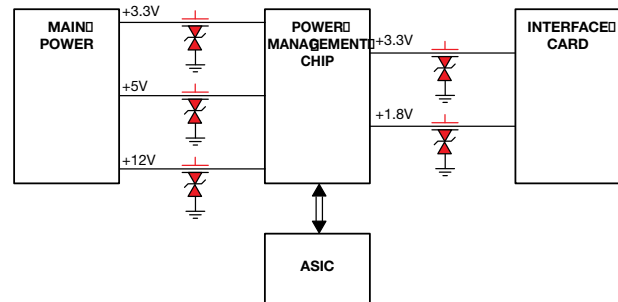 MAIN
POWER
+3.3V
+5V
+12V
POWER
MANAGEMENT
CHIP
+3.3V
+1.8V
INTERFACE
CARD
ASIC